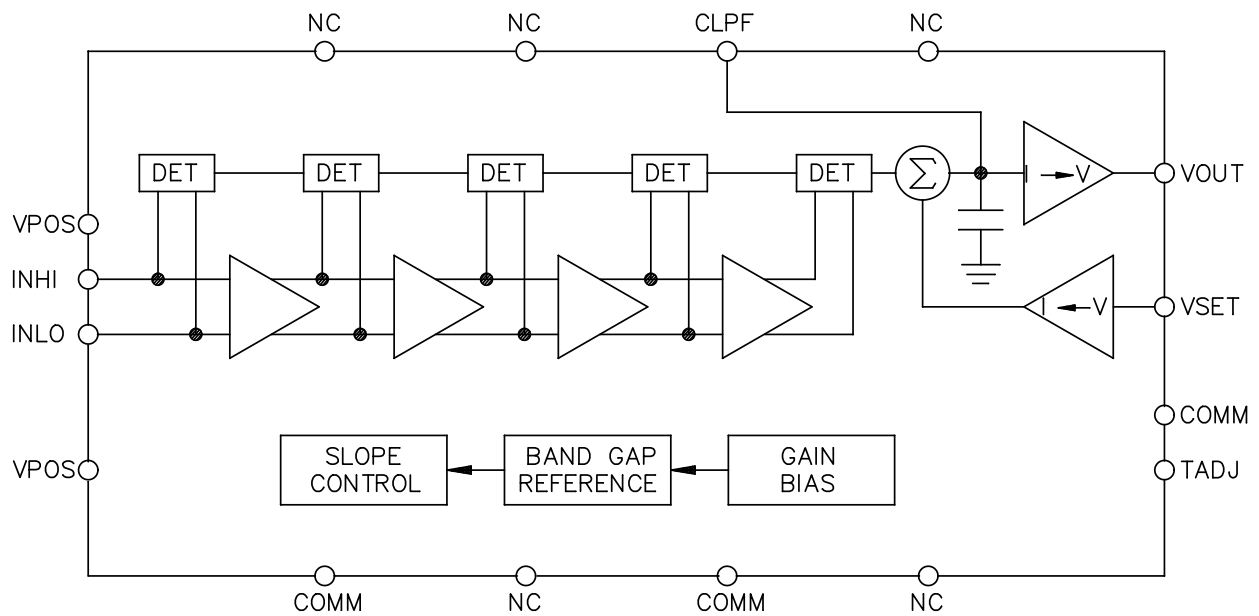 NC
NC
CLPF
NC
DET
DET
DET
DET
DET
Σ
I
V
VOUT
VPOS
INHI
INLO
I
V
VSET
COMM
VPOS
TADJ
SLOPE
CONTROL
BAND GAP
REFERENCE
GAIN
BIAS
COMM
NC
COMM
NC